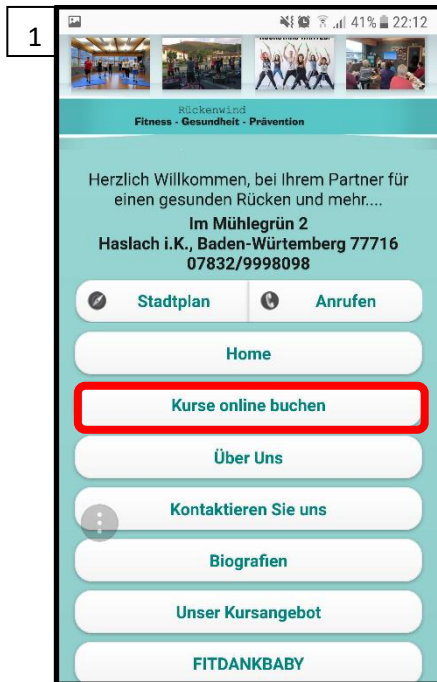 1
41% 22:12
Rückenwind
Fitness - Gesundheit - Prävention
Herzlich Willkommen, bei Ihrem Partner für
einen gesunden Rücken und mehr....
Im Mühlegrün 2
Haslach i.K., Baden-Würtemberg 77716
07832/9998098
Stadtplan Anrufen
Home
Kurse online buchen
Über Uns
Kontaktieren Sie uns
Biografien
Unser Kursangebot
FITDANKBABY